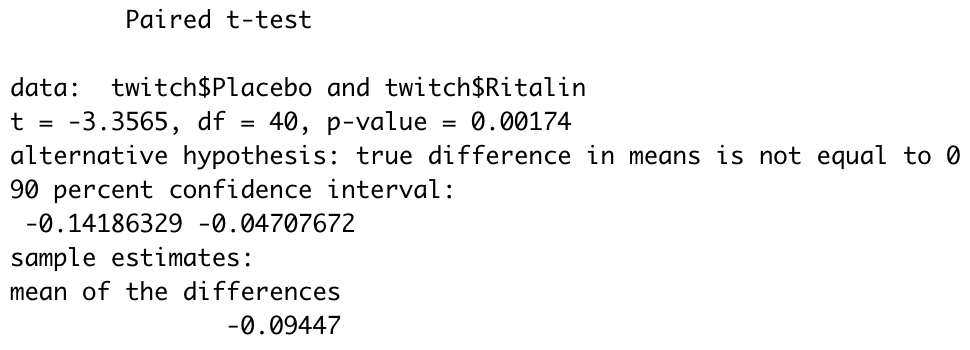 Paired t-test
data:  twitch$Placebo and twitch$Ritalin
t = -3.3565, df = 40, p-value = 0.00174
alternative hypothesis: true difference in means is not equal to 0
90 percent confidence interval:
 -0.14186329 -0.04707672
sample estimates:
mean of the differences
-0.09447